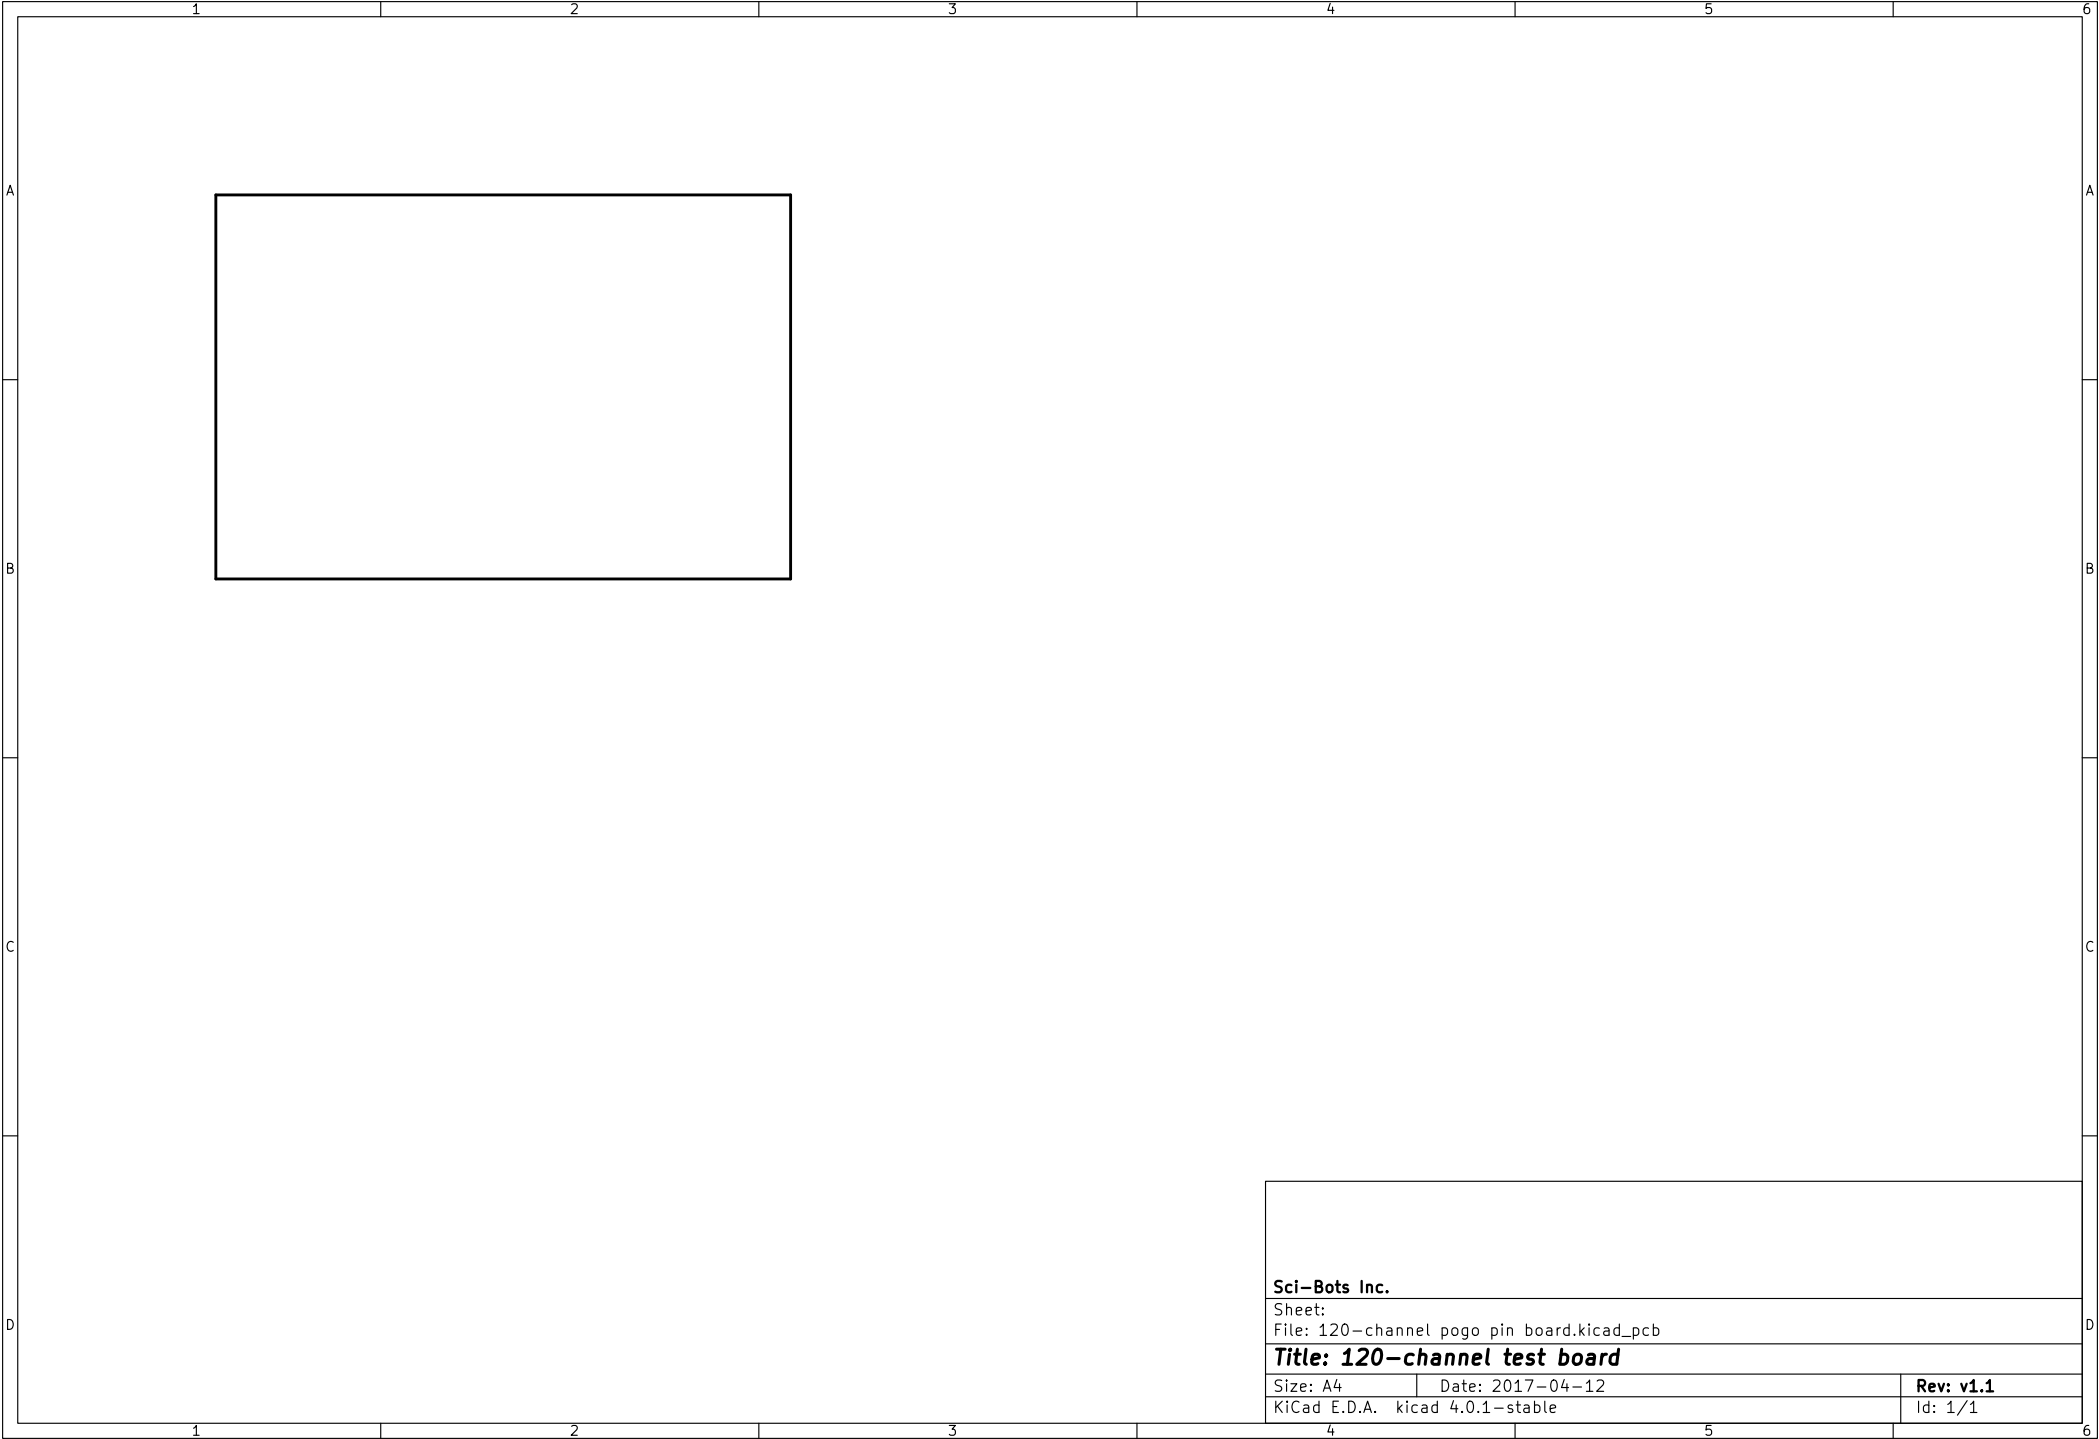 1 2 3 4 5 6
A A
B B
C C
Sci-Bots Inc.
Sheet:
File: 120-channel pogo pin board.kicad_pcb
D D
Title: 120-channel test board
Size: A4 Date: 2017-04-12 Rev: v1.1
KiCad E.D.A. kicad 4.0.1-stable Id: 1/1
1 2 3 4 5 6